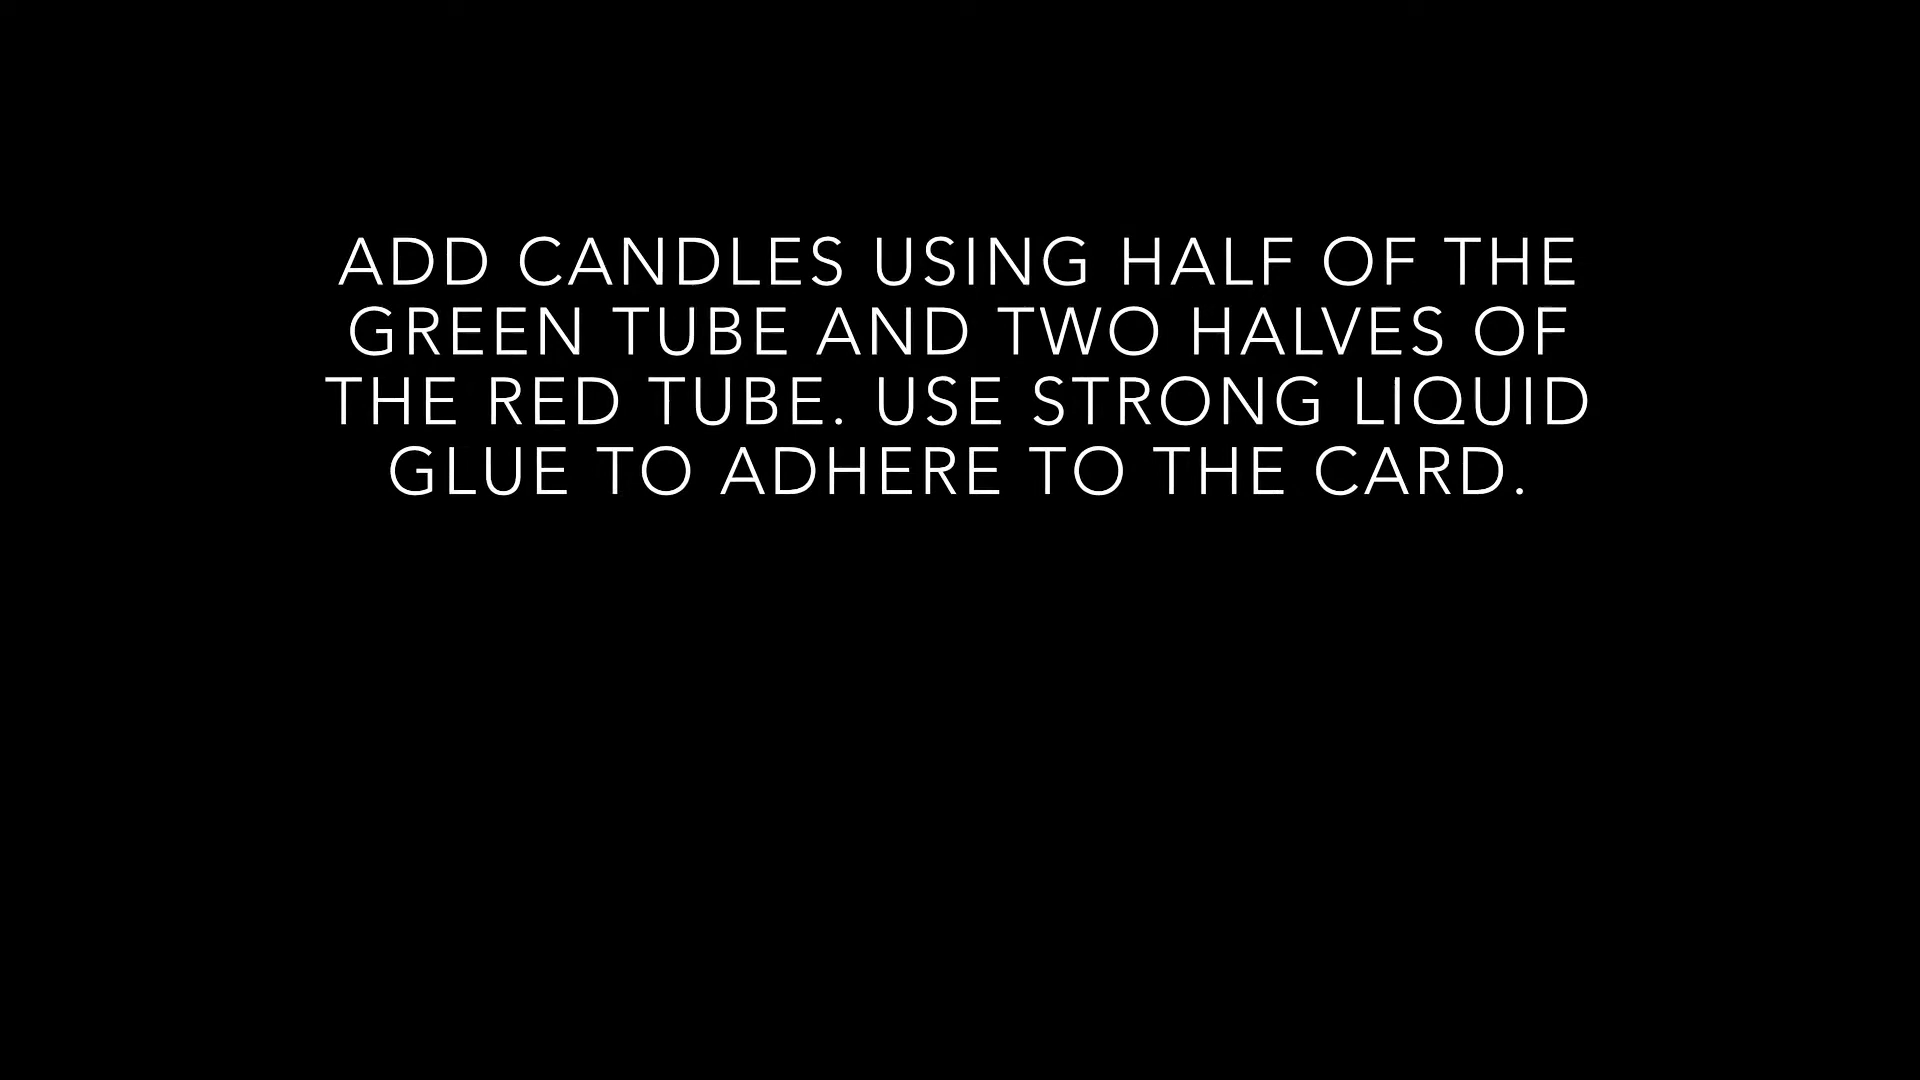 ADD CANDLES USING HALF OF THE
GREEN TUBE AND TWO HALVES OF
THE RED TUBE. USE STRONG LIQUID
GLUE TO ADHERE TO THE CARD.